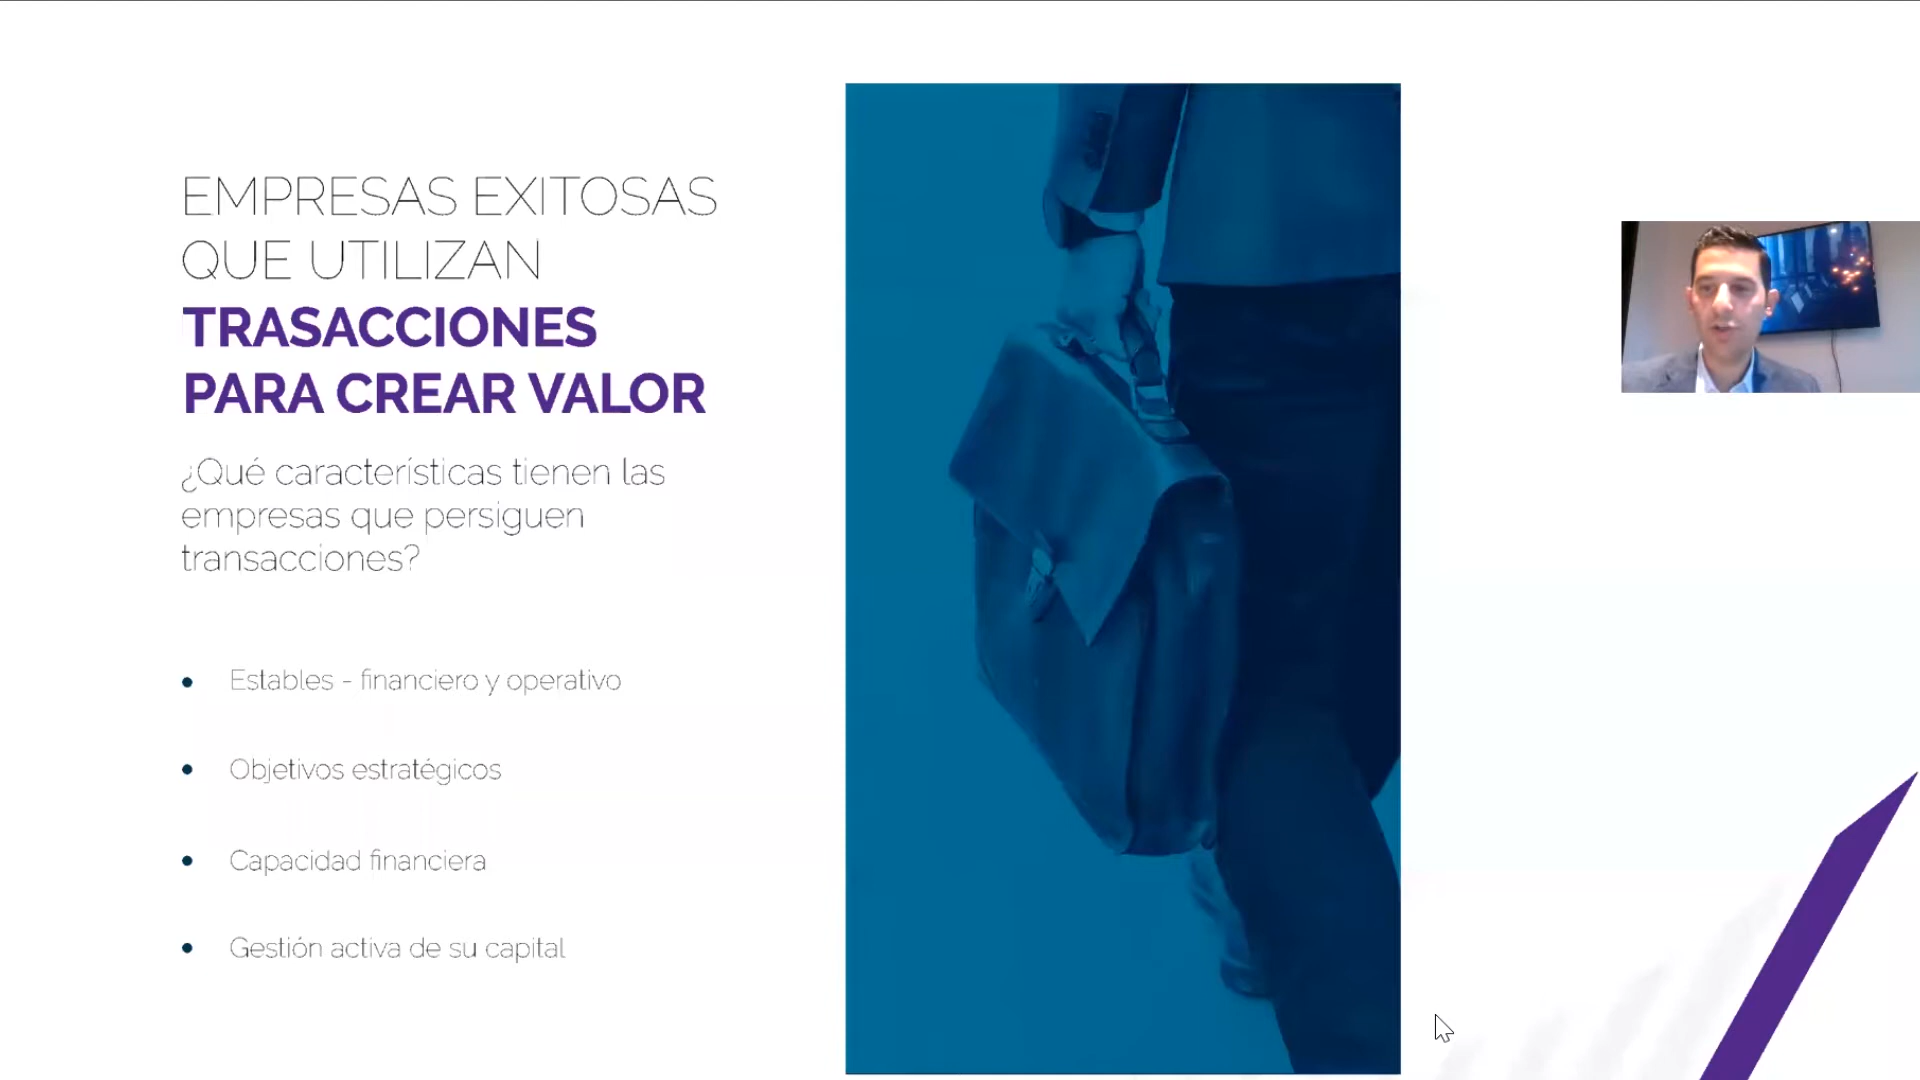 EMPRESAS EXITOSAS
QUE UTILIZAN
TRASACCIONES
PARA CREAR VALOR
¿Qué características tienen las
empresas que persiguen
transacciones?
• Estables - financiero y operativo
• Objetivos estratégicos
• Capacidad financiera
• Gestión activa de su capital